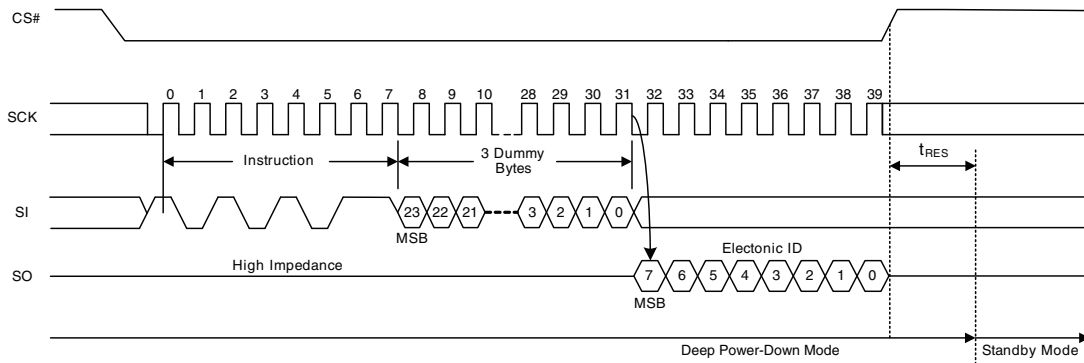 CS#
0 1 2 3 4 5 6 7 8 9 10 28 29 30 31 32 33 34 35 36 37 38 39
SCK
Instruction
3 Dummy
Bytes
tRES
SI
23 22 21 3 2 1 0
MSB
Electonic ID
High Impedance
SO
7 6 5 4 3 2 1 0
MSB
Deep Power-Down Mode Standby Mode